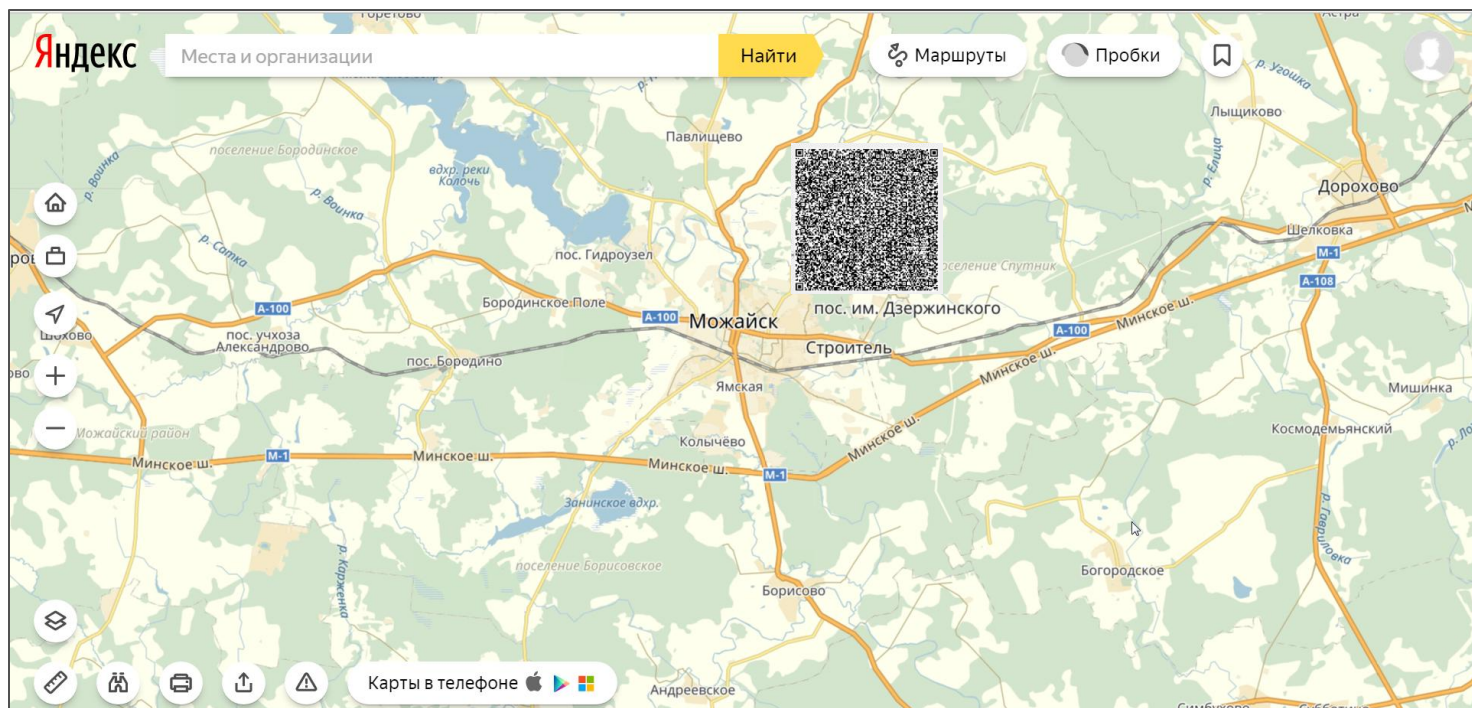 Горетово
Астра
Яндекс
Места и организации
Найти
Маршруты
Пробки
р. Угошка
Лыщиково
Павлищево
поселение Бородинское
р. Воинка
вдхр. реки
Колочь
р. Воинка
р. Елица
Дорохово
р. Сотка
пос. Гидроузел
Шелковка
М-1
поселение Спутник
А-108
Бородинское Поле
А-100
А-100
Можайск
пос. им. Дзержинского
Минское ш.
А-100
Шохово
пос. учхоза
Александрово
Строитель
пос. Бородино
Минское ш.
Ямская
Мишинка
Можайский район
Колычёво
Минское ш.
Космодемьянский
Минское ш.
М-1
Минское ш.
Минское ш.
М-1
Занинское вдхр.
р. Гавриловка
р. Карженка
поселение Борисовское
Богородское
Борисово
Карты в телефоне
Андреевское
Симбухово
Субботино